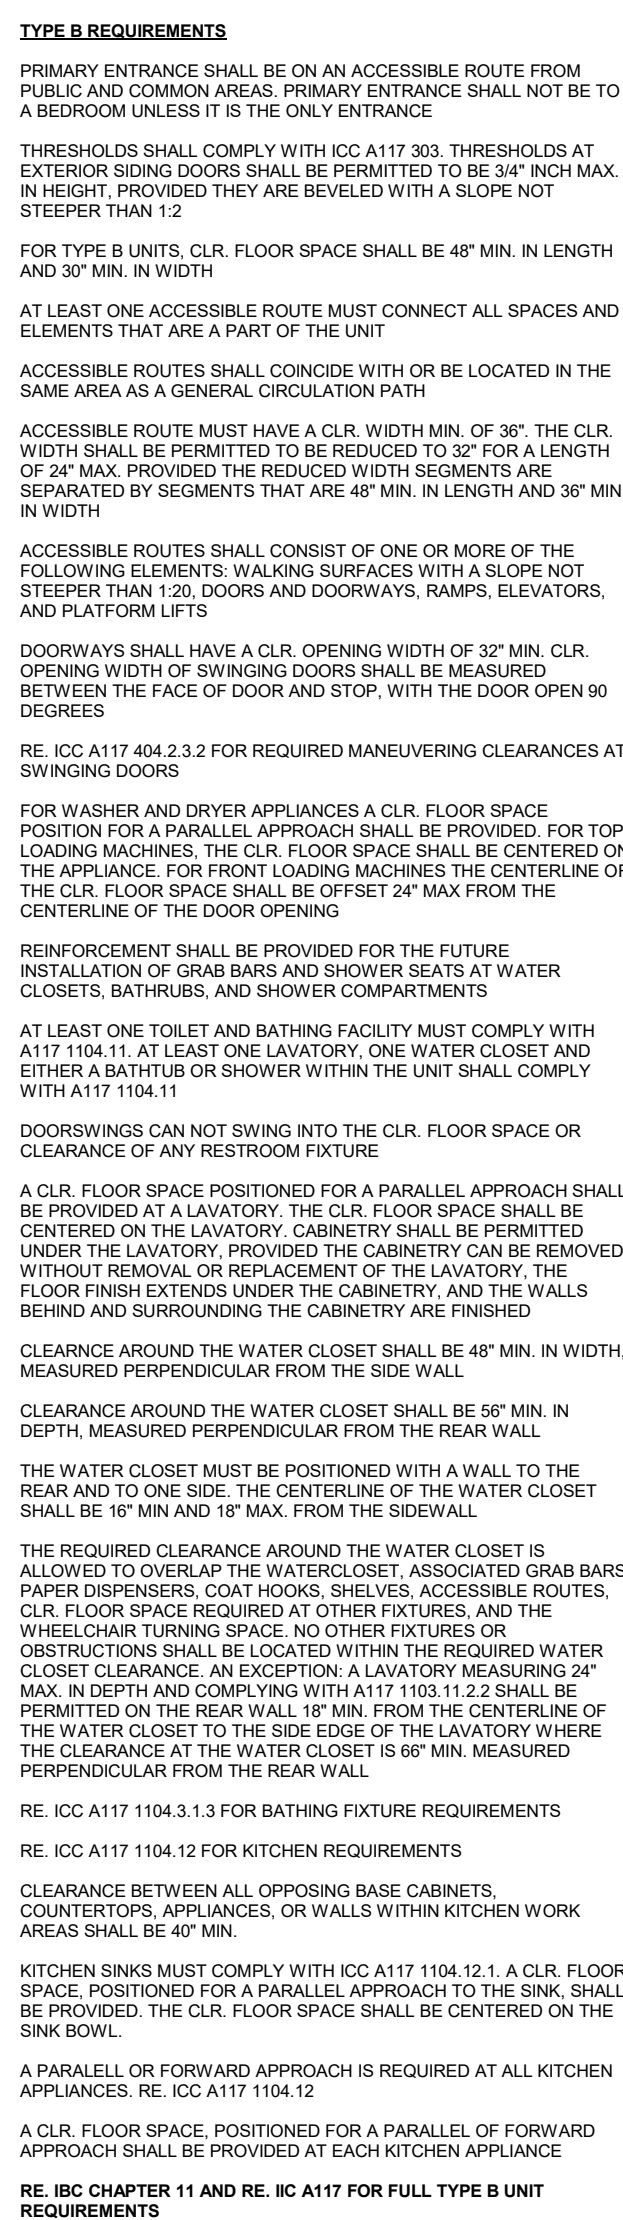 TYPE B REQUIREMENTS
PRIMARY ENTRANCE SHALL BE ON AN ACCESSIBLE ROUTE FROM
PUBLIC AND COMMON AREAS. PRIMARY ENTRANCE SHALL NOT BE TO
A BEDROOM UNLESS IT IS THE ONLY ENTRANCE
THRESHOLDS SHALL COMPLY WITH ICC A117 303. THRESHOLDS AT
EXTERIOR SIDING DOORS SHALL BE PERMITTED TO BE 3/4" INCH MAX.
IN HEIGHT, PROVIDED THEY ARE BEVELED WITH A SLOPE NOT
STEEPER THAN 1:2
FOR TYPE B UNITS, CLR. FLOOR SPACE SHALL BE 48" MIN. IN LENGTH
AND 30" MIN. IN WIDTH
AT LEAST ONE ACCESSIBLE ROUTE MUST CONNECT ALL SPACES AND
ELEMENTS THAT ARE A PART OF THE UNIT
ACCESSIBLE ROUTES SHALL COINCIDE WITH OR BE LOCATED IN THE
SAME AREA AS A GENERAL CIRCULATION PATH
ACCESSIBLE ROUTE MUST HAVE A CLR. WIDTH MIN. OF 36". THE CLR.
WIDTH SHALL BE PERMITTED TO BE REDUCED TO 32" FOR A LENGTH
OF 24" MAX. PROVIDED THE REDUCED WIDTH SEGMENTS ARE
SEPARATED BY SEGMENTS THAT ARE 48" MIN. IN LENGTH AND 36" MIN
IN WIDTH
ACCESSIBLE ROUTES SHALL CONSIST OF ONE OR MORE OF THE
FOLLOWING ELEMENTS: WALKING SURFACES WITH A SLOPE NOT
STEEPER THAN 1:20, DOORS AND DOORWAYS, RAMPS, ELEVATORS,
AND PLATFORM LIFTS
DOORWAYS SHALL HAVE A CLR. OPENING WIDTH OF 32" MIN. CLR.
OPENING WIDTH OF SWINGING DOORS SHALL BE MEASURED
BETWEEN THE FACE OF DOOR AND STOP, WITH THE DOOR OPEN 90
DEGREES
RE. ICC A117 404.2.3.2 FOR REQUIRED MANEUVERING CLEARANCES AT
SWINGING DOORS
FOR WASHER AND DRYER APPLIANCES A CLR. FLOOR SPACE
POSITION FOR A PARALLEL APPROACH SHALL BE PROVIDED. FOR TOP
LOADING MACHINES, THE CLR. FLOOR SPACE SHALL BE CENTERED ON
THE APPLIANCE. FOR FRONT LOADING MACHINES THE CENTERLINE OF
THE CLR. FLOOR SPACE SHALL BE OFFSET 24" MAX FROM THE
CENTERLINE OF THE DOOR OPENING
REINFORCEMENT SHALL BE PROVIDED FOR THE FUTURE
INSTALLATION OF GRAB BARS AND SHOWER SEATS AT WATER
CLOSETS, BATHRUBS, AND SHOWER COMPARTMENTS
AT LEAST ONE TOILET AND BATHING FACILITY MUST COMPLY WITH
A117 1104.11. AT LEAST ONE LAVATORY, ONE WATER CLOSET AND
EITHER A BATHTUB OR SHOWER WITHIN THE UNIT SHALL COMPLY
WITH A117 1104.11
DOORSWINGS CAN NOT SWING INTO THE CLR. FLOOR SPACE OR
CLEARANCE OF ANY RESTROOM FIXTURE
A CLR. FLOOR SPACE POSITIONED FOR A PARALLEL APPROACH SHALL
BE PROVIDED AT A LAVATORY. THE CLR. FLOOR SPACE SHALL BE
CENTERED ON THE LAVATORY. CABINETRY SHALL BE PERMITTED
UNDER THE LAVATORY, PROVIDED THE CABINETRY CAN BE REMOVED
WITHOUT REMOVAL OR REPLACEMENT OF THE LAVATORY, THE
FLOOR FINISH EXTENDS UNDER THE CABINETRY, AND THE WALLS
BEHIND AND SURROUNDING THE CABINETRY ARE FINISHED
CLEARNCE AROUND THE WATER CLOSET SHALL BE 48" MIN. IN WIDTH,
MEASURED PERPENDICULAR FROM THE SIDE WALL
CLEARANCE AROUND THE WATER CLOSET SHALL BE 56" MIN. IN
DEPTH, MEASURED PERPENDICULAR FROM THE REAR WALL
THE WATER CLOSET MUST BE POSITIONED WITH A WALL TO THE
REAR AND TO ONE SIDE. THE CENTERLINE OF THE WATER CLOSET
SHALL BE 16" MIN AND 18" MAX. FROM THE SIDEWALL
THE REQUIRED CLEARANCE AROUND THE WATER CLOSET IS
ALLOWED TO OVERLAP THE WATERCLOSET, ASSOCIATED GRAB BARS
PAPER DISPENSERS, COAT HOOKS, SHELVES, ACCESSIBLE ROUTES,
CLR. FLOOR SPACE REQUIRED AT OTHER FIXTURES, AND THE
WHEELCHAIR TURNING SPACE. NO OTHER FIXTURES OR
OBSTRUCTIONS SHALL BE LOCATED WITHIN THE REQUIRED WATER
CLOSET CLEARANCE. AN EXCEPTION: A LAVATORY MEASURING 24"
MAX. IN DEPTH AND COMPLYING WITH A117 1103.11.2.2 SHALL BE
PERMITTED ON THE REAR WALL 18" MIN. FROM THE CENTERLINE OF
THE WATER CLOSET TO THE SIDE EDGE OF THE LAVATORY WHERE
THE CLEARANCE AT THE WATER CLOSET IS 66" MIN. MEASURED
PERPENDICULAR FROM THE REAR WALL
RE. ICC A117 1104.3.1.3 FOR BATHING FIXTURE REQUIREMENTS
RE. ICC A117 1104.12 FOR KITCHEN REQUIREMENTS
CLEARANCE BETWEEN ALL OPPOSING BASE CABINETS,
COUNTERTOPS, APPLIANCES, OR WALLS WITHIN KITCHEN WORK
AREAS SHALL BE 40" MIN.
KITCHEN SINKS MUST COMPLY WITH ICC A117 1104.12.1. A CLR. FLOOR
SPACE, POSITIONED FOR A PARALLEL APPROACH TO THE SINK, SHALL
BE PROVIDED. THE CLR. FLOOR SPACE SHALL BE CENTERED ON THE
SINK BOWL.
A PARALELL OR FORWARD APPROACH IS REQUIRED AT ALL KITCHEN
APPLIANCES. RE. ICC A117 1104.12
A CLR. FLOOR SPACE, POSITIONED FOR A PARALLEL OF FORWARD
APPROACH SHALL BE PROVIDED AT EACH KITCHEN APPLIANCE
RE. IBC CHAPTER 11 AND RE. IIC A117 FOR FULL TYPE B UNIT
REQUIREMENTS